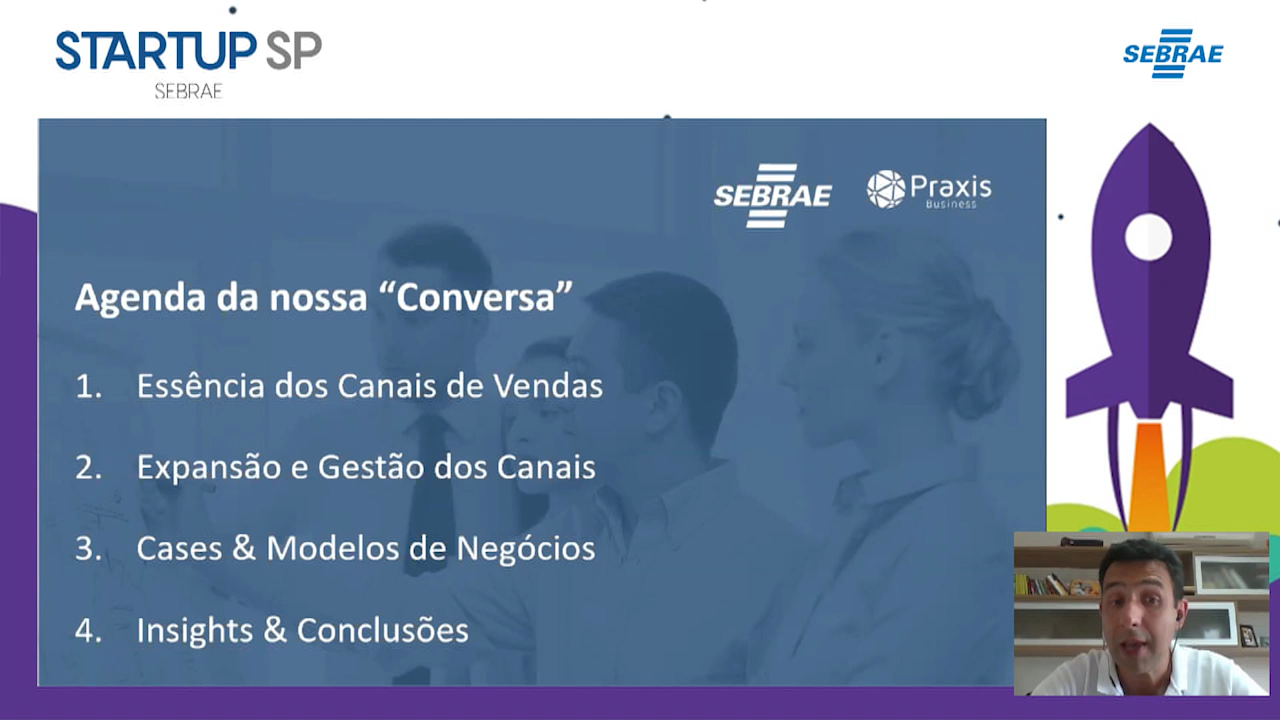 STARTUP SP
SEBRAE
SEBRAE
SEBRAE
Praxis
Business
Agenda da nossa “Conversa”
1. Essência dos Canais de Vendas
2. Expansão e Gestão dos Canais
3. Cases & Modelos de Negócios
4. Insights & Conclusões